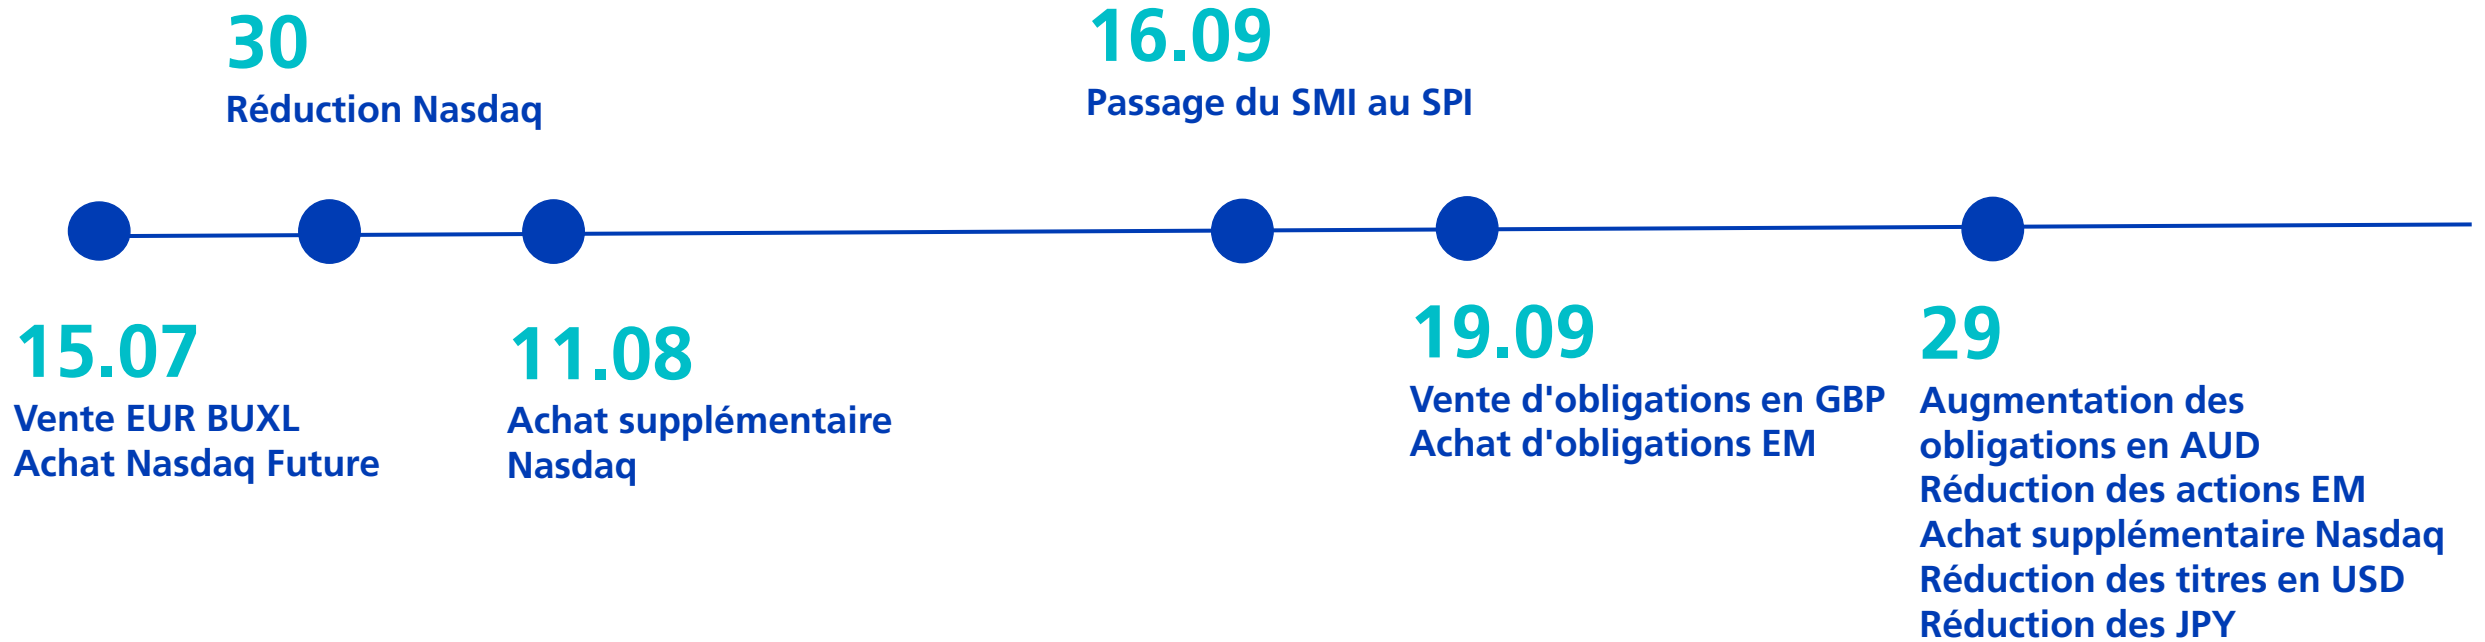 30
Réduction Nasdaq
16.09
Passage du SMI au SPI
15.07
Vente EUR BUXL
Achat Nasdaq Future
11.08
Achat supplémentaire
Nasdaq
19.09
Vente d'obligations en GBP
Achat d'obligations EM
29
Augmentation des
obligations en AUD
Réduction des actions EM
Achat supplémentaire Nasdaq
Réduction des titres en USD
Réduction des JPY